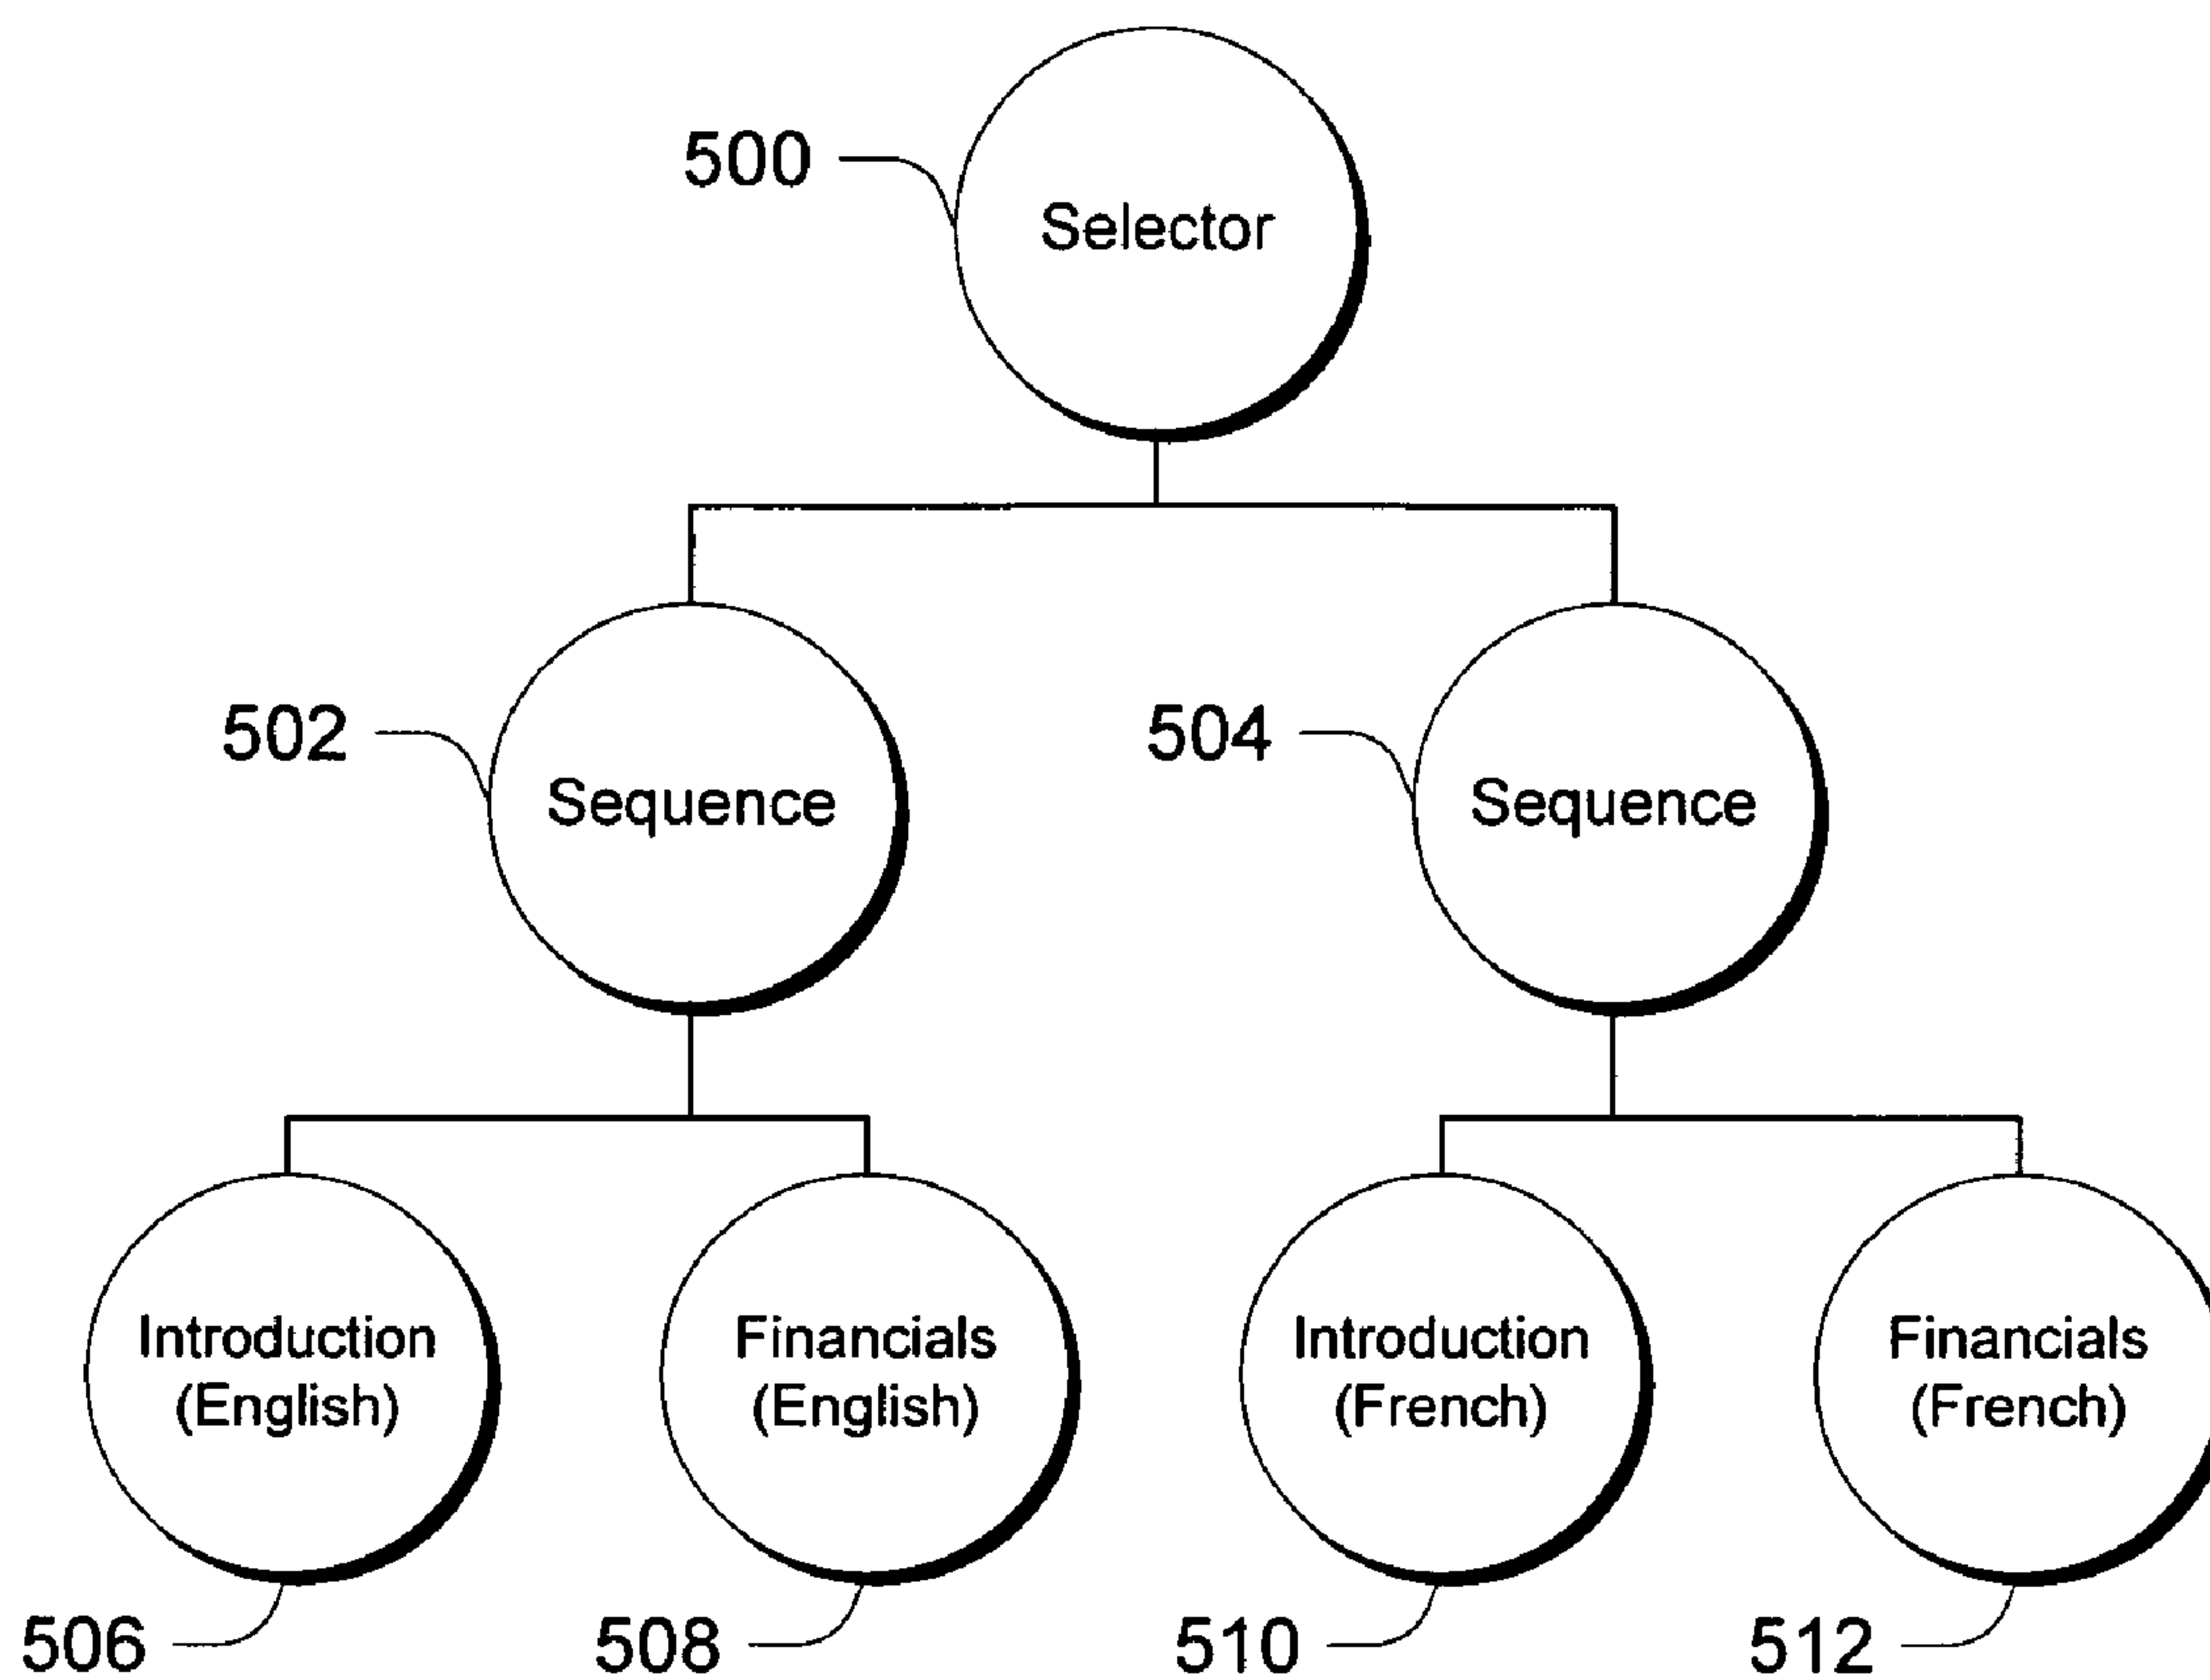 500
Selector
502
504
Sequence
Sequence
Introduction
(English)
Financials
(English)
Introduction
(French)
Financials
(French)
506
508
510
512